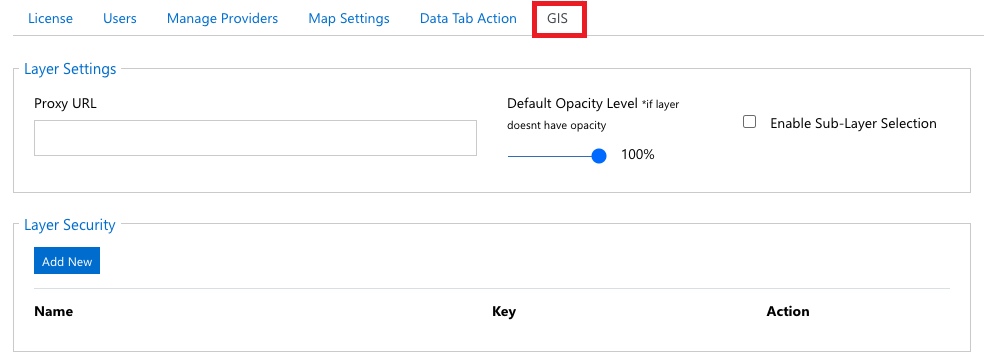 License Users Manage Providers Map Settings Data Tab Action GIS
Layer Settings
Proxy URL
Default Opacity Level *if layer
doesnt have opacity
100%
Enable Sub-Layer Selection
Layer Security
Add New
Name Key Action